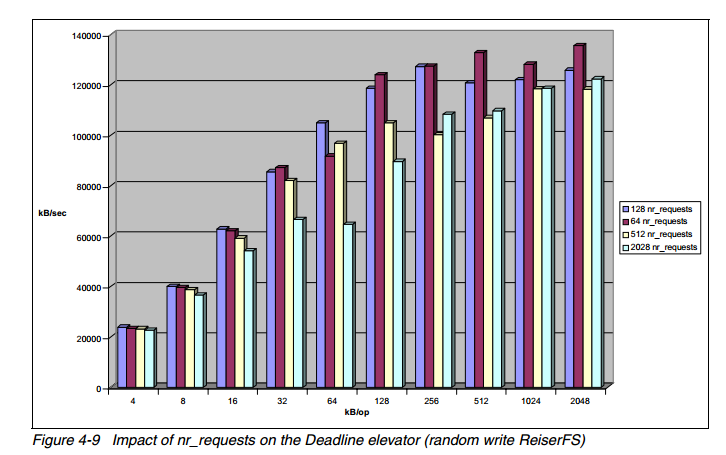 140000
120000
100000
80000
60000
40000
20000
0
kB/sec
4 8 16 32 64 128 256 512 1024 2048
kB/op
128 nr_requests
64 nr_requests
512 nr_requests
2028 nr_requests
Figure 4-9 Impact of nr_requests on the Deadline elevator (random write ReiserFS)